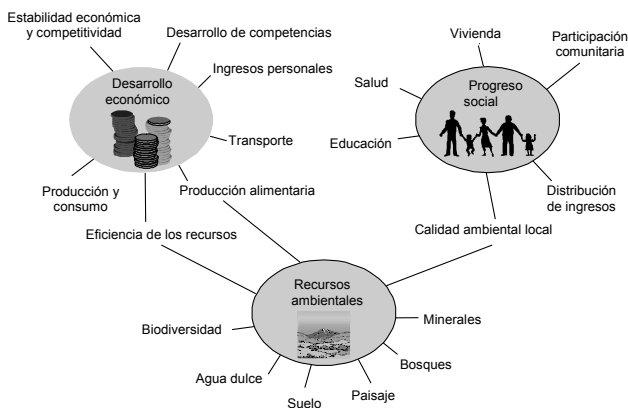 Estabilidad económica
y competitividad
Desarrollo de competencias
Ingresos personales
Desarrollo
económico
Transporte
Producción y
consumo
Producción alimentaria
Eficiencia de los recursos
Vivienda
Participación
comunitaria
Salud
Progreso
social
Educación
Distribución
de ingresos
Calidad ambiental local
Recursos
ambientales
Biodiversidad
Minerales
Agua dulce
Bosques
Suelo
Paisaje